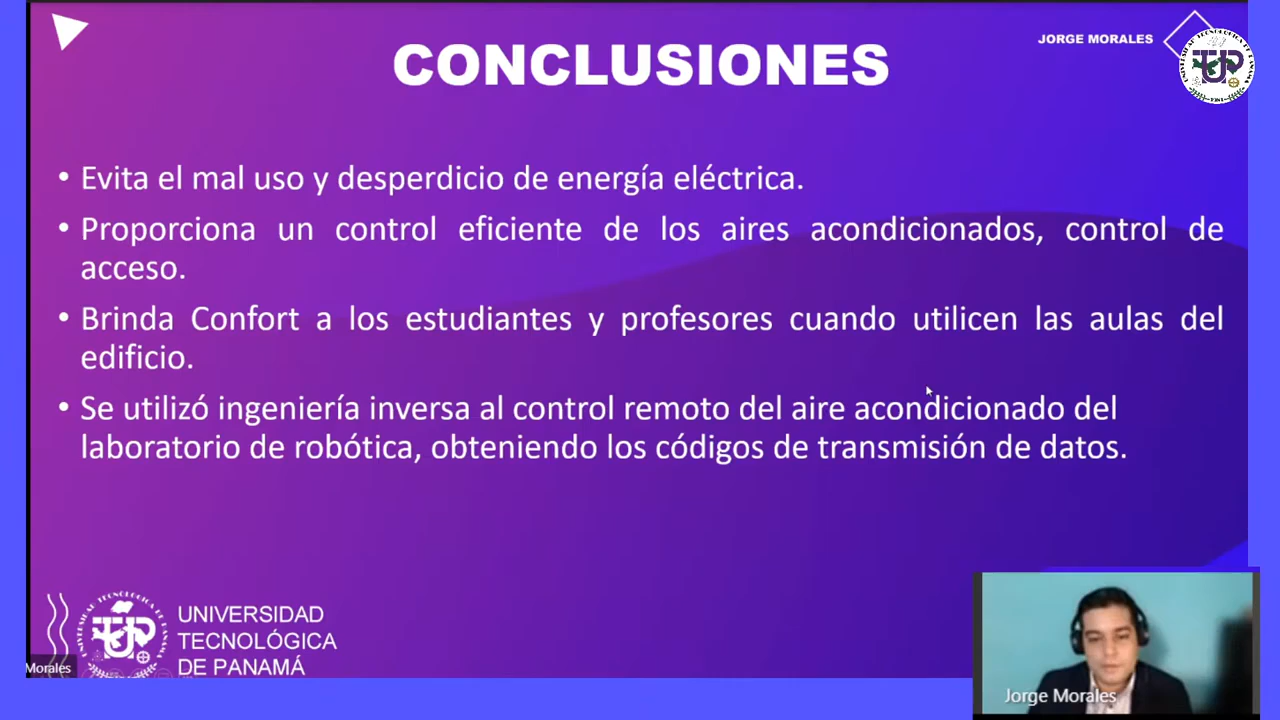 JORGE MORALES
CONCLUSIONES
• Evita el mal uso y desperdicio de energía eléctrica.
• Proporciona un control eficiente de los aires acondicionados, control de
acceso.
• Brinda Confort a los estudiantes y profesores cuando utilicen las aulas del
edificio.
• Se utilizó ingeniería inversa al control remoto del aire acondicionado del
laboratorio de robótica, obteniendo los códigos de transmisión de datos.
UNIVERSIDAD
TECNOLÓGICA
DE PANAMÁ
Morales
Jorge Morales